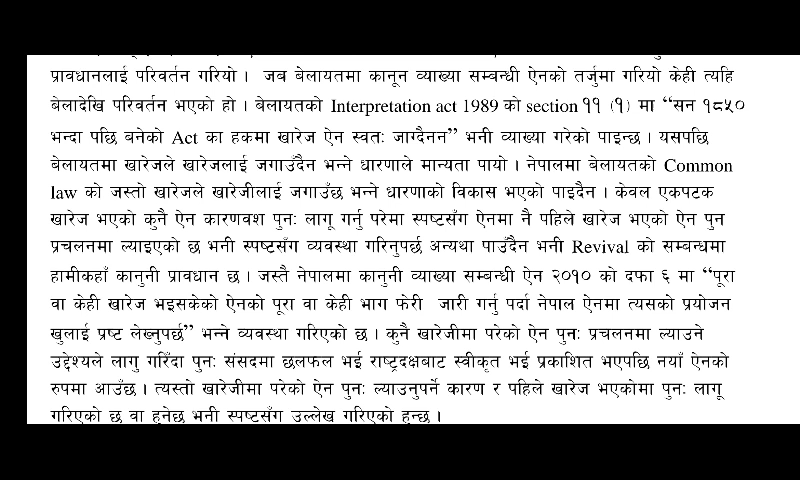 प्रावधानलाई परिवर्तन गरियो । जब बेलायतमा कानून व्याख्या सम्बन्धी ऐनको तर्जुमा गरियो केही त्यहि
बेलादेखि परिवर्तन भएको हो । बेलायतको Interpretation act 1989 को section ११ (१) मा “सन १८५०
भन्दा पछि बनेको Act का हकमा खारेज ऐन स्वतः जाग्दैनन” भनी व्याख्या गरेको पाइन्छ । यसपछि
बेलायतमा खारेजले खारेजलाई जगाउँदैन भन्ने धारणाले मान्यता पायो । नेपालमा बेलायतको Common
law को जस्तो खारेजले खारेजीलाई जगाउँछ भन्ने धारणाको विकास भएको पाइदैन । केवल एकपटक
खारेज भएको कुनै ऐन कारणवश पुनः लागू गर्नु परेमा स्पष्टसँग ऐनमा नै पहिले खारेज भएको ऐन पुन
प्रचलनमा ल्याइएको छ भनी स्पष्टसँग व्यवस्था गरिनुपर्छ अन्यथा पाउँदैन भनी Revival को सम्बन्धमा
हामीकहाँ कानुनी प्रावधान छ । जस्तै नेपालमा कानुनी व्याख्या सम्बन्धी ऐन २०१० को दफा ६ मा “पूरा
वा केही खारेज भइसकेको ऐनको पूरा वा केही भाग फेरी जारी गर्नु पर्दा नेपाल ऐनमा त्यसको प्रयोजन
खुलाई प्रष्ट लेख्नुपर्छ” भन्ने व्यवस्था गरिएको छ । कुनै खारेजीमा परेको ऐन पुनः प्रचलनमा ल्याउने
उद्देश्यले लागु गरिँदा पुनः संसदमा छलफल भई राष्ट्रदक्षबाट स्वीकृत भई प्रकाशित भएपछि नयाँ ऐनको
रुपमा आउँछ । त्यस्तो खारेजीमा परेको ऐन पुनः ल्याउनुपर्ने कारण र पहिले खारेज भएकोमा पुनः लागू
गरिएको छ वा हुनेछ भनी स्पष्टसँग उल्लेख गरिएको हुन्छ ।